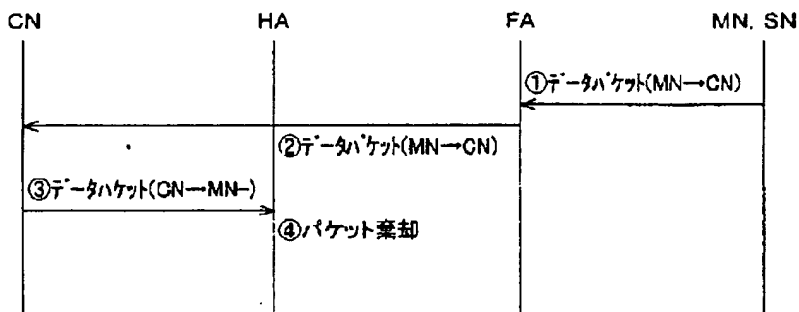 CN HA FA MN, SN
①データパケット(MN→CN)
②データパケット(MN→CN)
③データパケット(CN→MN)
④パケット棄却